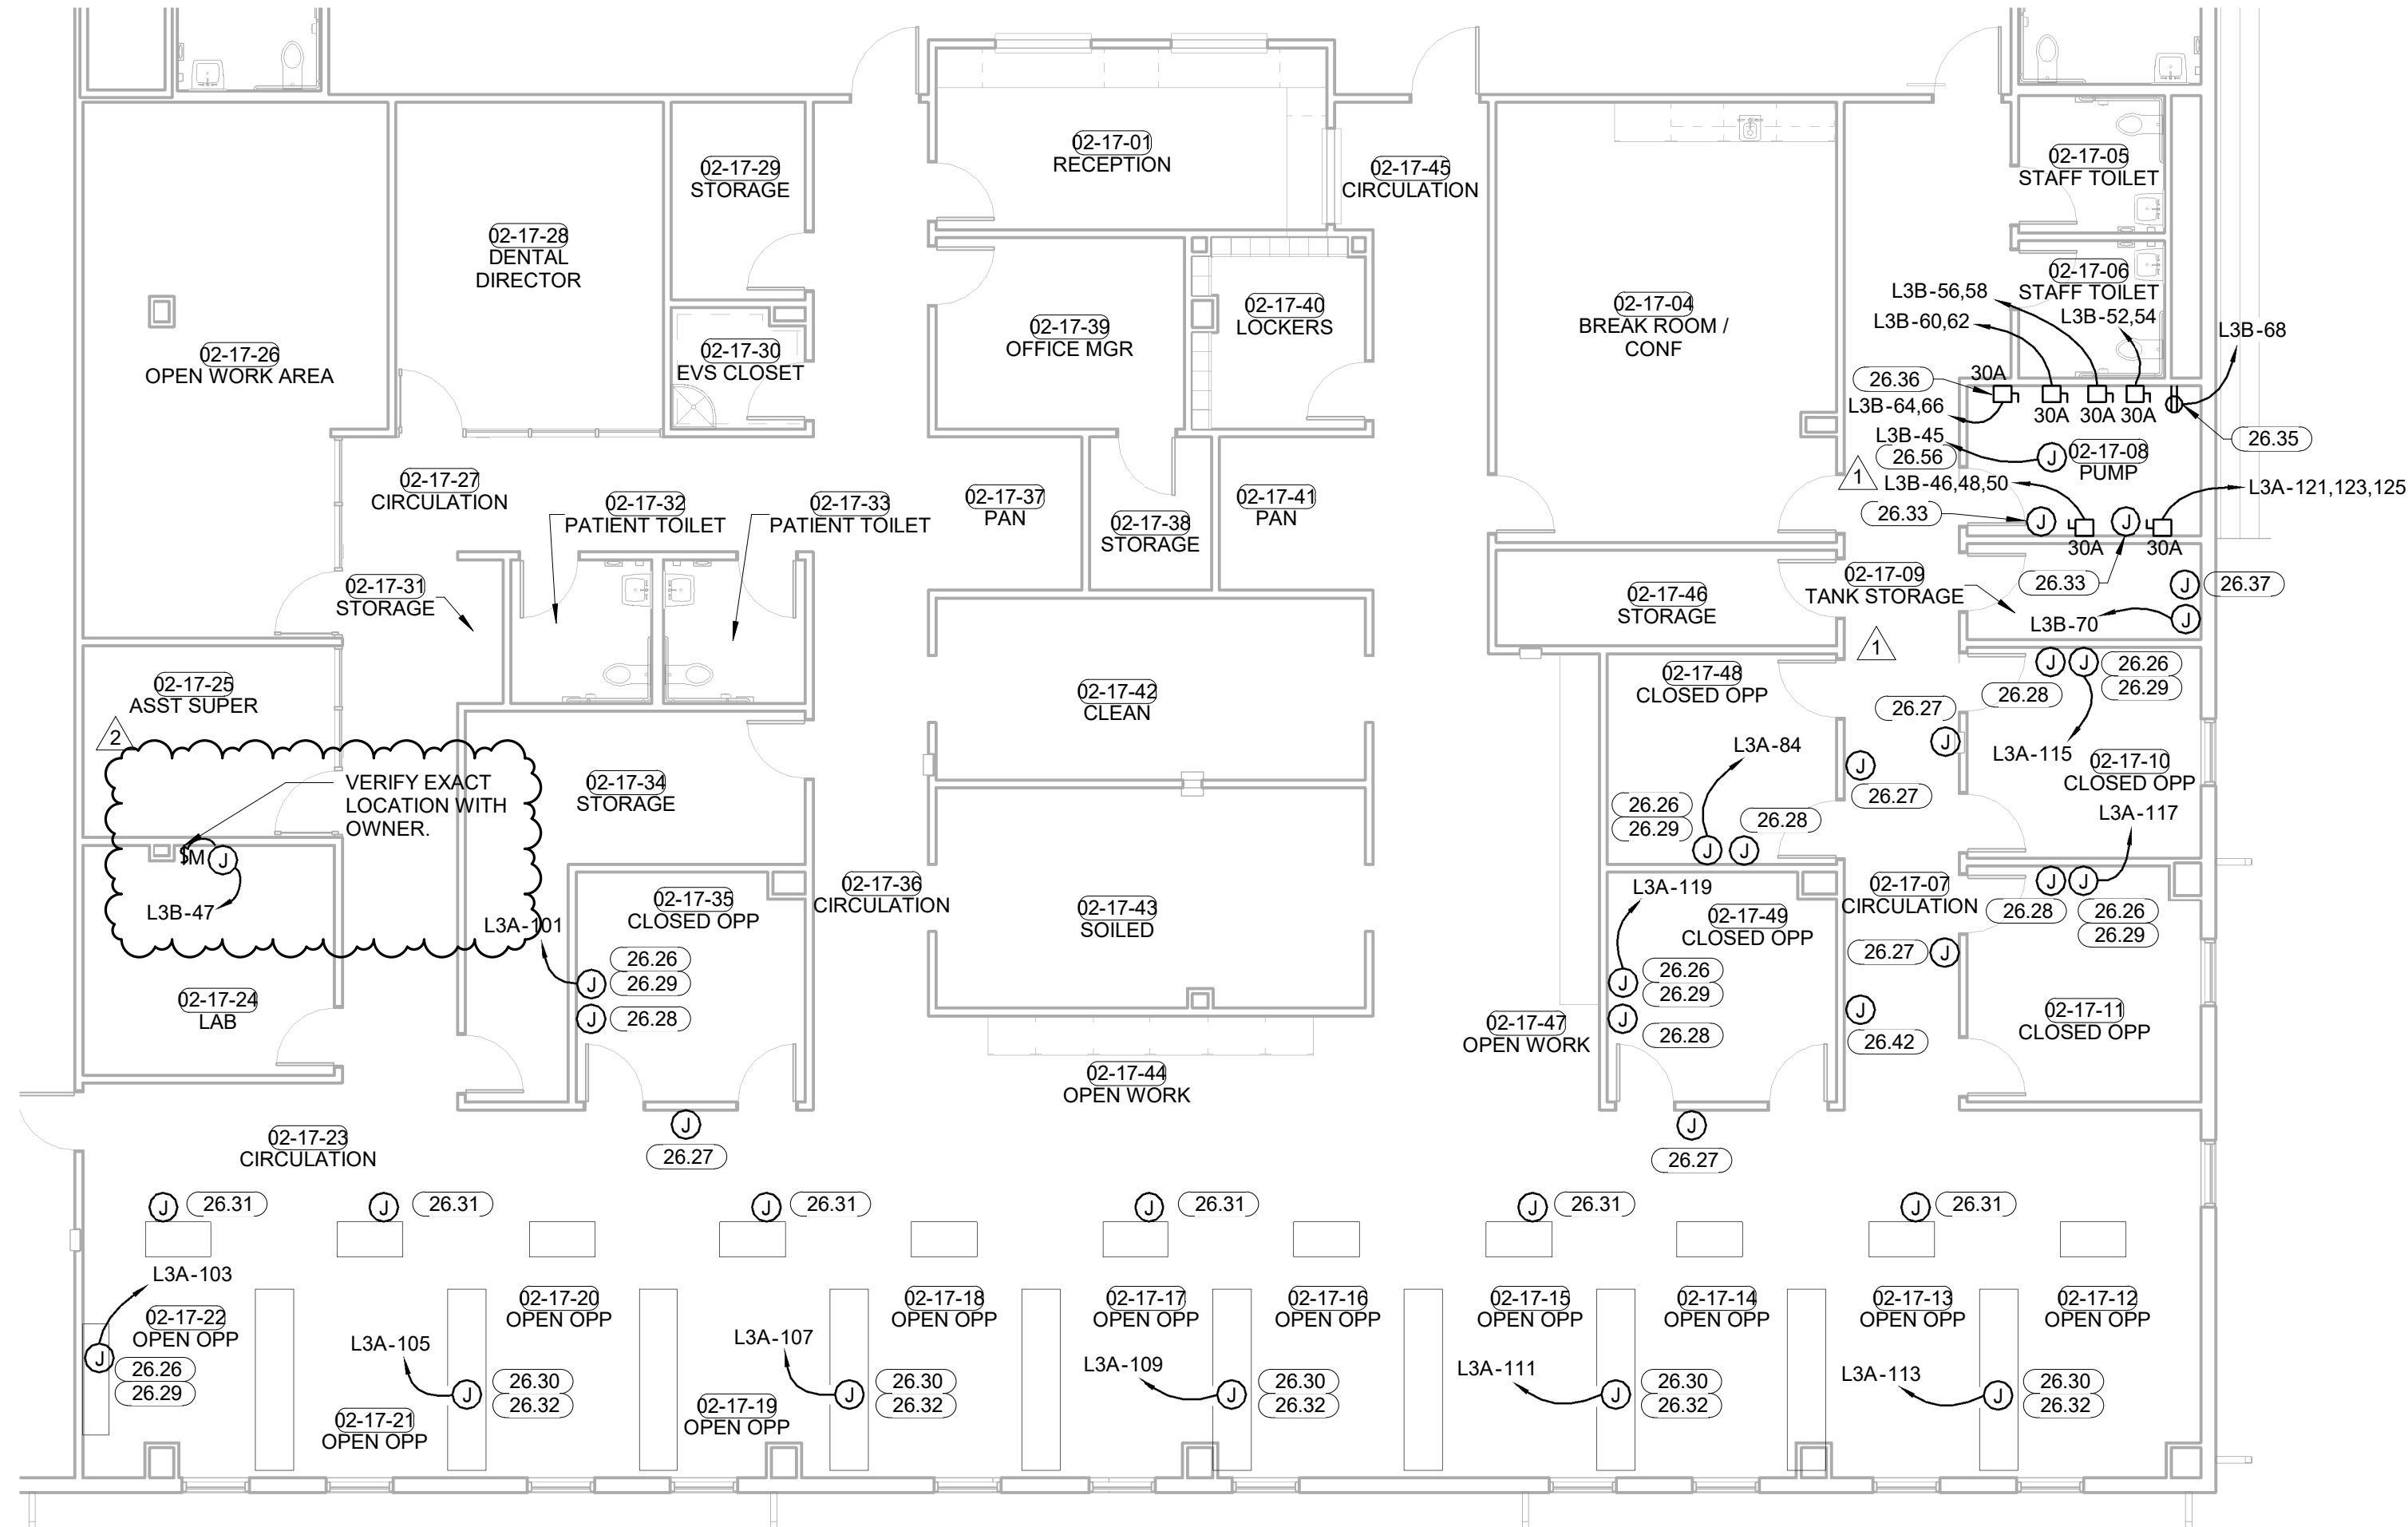 02-17-01
RECEPTION
02-17-29
STORAGE
02-17-45
CIRCULATION
02-17-05
STAFF TOILET
02-17-28
DENTAL
DIRECTOR
02-17-06
STAFF TOILET
L3B-56,58
L3B-60,62
L3B-52,54
L3B-68
02-17-26
OPEN WORK AREA
02-17-30
EVS CLOSET
02-17-39
OFFICE MGR
02-17-40
LOCKERS
02-17-04
BREAK ROOM /
CONF
26.36
30A
L3B-64,66
30A
30A
30A
26.35
L3B-45
26.56
J
02-17-08
PUMP
1
L3B-46,48,50
L3A-121,123,125
26.33
J
J
30A
30A
02-17-27
CIRCULATION
02-17-32
PATIENT TOILET
02-17-33
PATIENT TOILET
02-17-37
PAN
02-17-38
STORAGE
02-17-41
PAN
02-17-31
STORAGE
02-17-46
STORAGE
02-17-09
TANK STORAGE
26.33
J
26.37
L3B-70
J
1
02-17-25
ASST SUPER
02-17-42
CLEAN
02-17-48
CLOSED OPP
J
J
26.26
26.29
26.28
26.27
J
L3A-115
02-17-10
CLOSED OPP
2
VERIFY EXACT
LOCATION WITH
OWNER.
02-17-34
STORAGE
L3A-84
J
26.27
26.26
26.29
26.28
J
J
L3A-117
$M
J
L3B-47
02-17-35
CLOSED OPP
L3A-101
02-17-36
CIRCULATION
02-17-43
SOILED
L3A-119
02-17-49
CLOSED OPP
02-17-07
CIRCULATION
J
J
26.28
26.26
26.29
26.27
J
J
26.26
26.29
J
26.28
J
26.26
26.29
J
26.28
02-17-24
LAB
02-17-47
OPEN WORK
J
26.42
02-17-11
CLOSED OPP
02-17-44
OPEN WORK
02-17-23
CIRCULATION
J
26.27
J
26.27
J
26.31
J
26.31
J
26.31
J
26.31
J
26.31
J
26.31
L3A-103
02-17-22
OPEN OPP
02-17-20
OPEN OPP
02-17-18
OPEN OPP
02-17-17
OPEN OPP
02-17-16
OPEN OPP
02-17-15
OPEN OPP
02-17-14
OPEN OPP
02-17-13
OPEN OPP
02-17-12
OPEN OPP
J
26.26
26.29
L3A-105
J
26.30
26.32
L3A-107
J
26.30
26.32
L3A-109
J
26.30
26.32
L3A-111
J
26.30
26.32
L3A-113
J
26.30
26.32
02-17-21
OPEN OPP
02-17-19
OPEN OPP